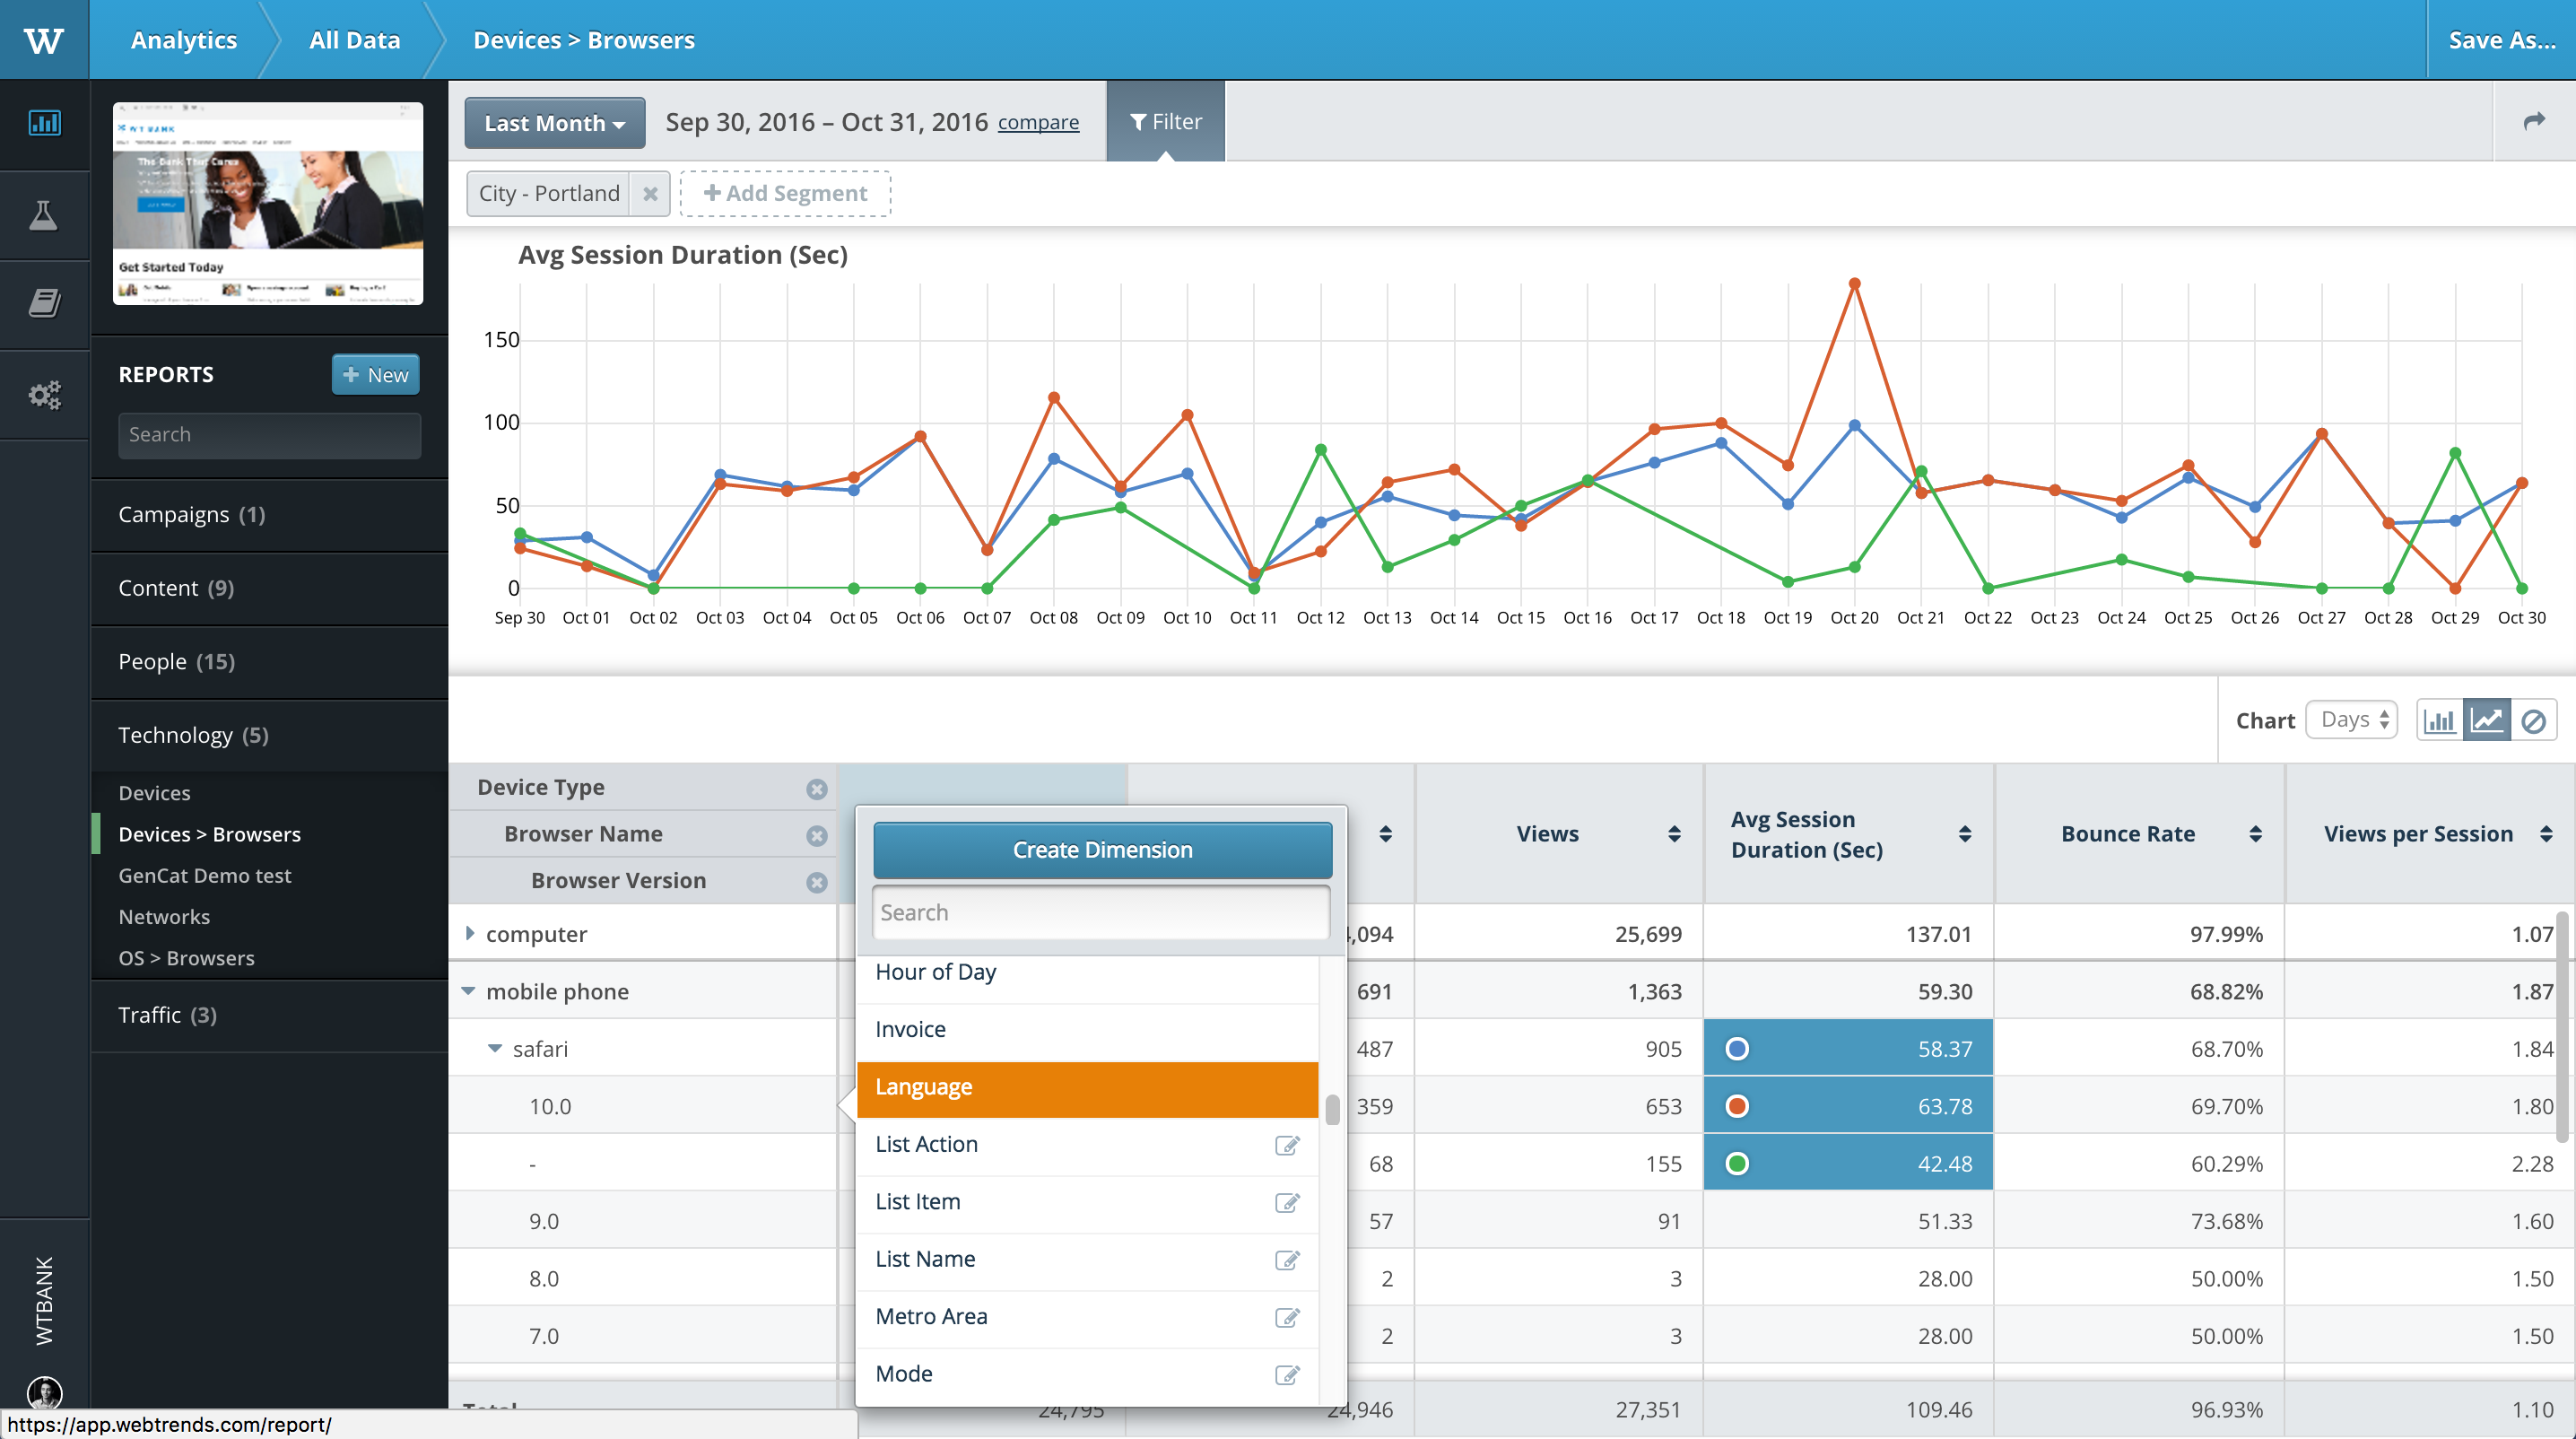 W Analytics All Data Devices > Browsers Save As...
WT BANK
The Bank That Cares
Get Started Today
Last Month Sep 30, 2016 – Oct 31, 2016 compare Filter
City - Portland + Add Segment
REPORTS + New
Search
Campaigns (1)
Content (9)
People (15)
Technology (5)
Devices
Devices > Browsers
GenCat Demo test
Networks
OS > Browsers
Traffic (3)
WTBANK
https://app.webtrends.com/report/
Avg Session Duration (Sec)
150
100
50
0
Sep 30 Oct 01 Oct 02 Oct 03 Oct 04 Oct 05 Oct 06 Oct 07 Oct 08 Oct 09 Oct 10 Oct 11 Oct 12 Oct 13 Oct 14 Oct 15 Oct 16 Oct 17 Oct 18 Oct 19 Oct 20 Oct 21 Oct 22 Oct 23 Oct 24 Oct 25 Oct 26 Oct 27 Oct 28 Oct 29 Oct 30
Chart Days
Device Type
Browser Name
Browser Version
Views
Avg Session
Duration (Sec)
Bounce Rate
Views per Session
Create Dimension
Search
Hour of Day
Invoice
Language
List Action
List Item
List Name
Metro Area
Mode
computer ,094 25,699 137.01 97.99% 1.07
mobile phone 691 1,363 59.30 68.82% 1.87
safari 487 905 58.37 68.70% 1.84
10.0 359 653 63.78 69.70% 1.80
- 68 155 42.48 60.29% 2.28
9.0 57 91 51.33 73.68% 1.60
8.0 2 3 28.00 50.00% 1.50
7.0 2 3 28.00 50.00% 1.50
Total 24,795 24,946 27,351 109.46 96.93% 1.10